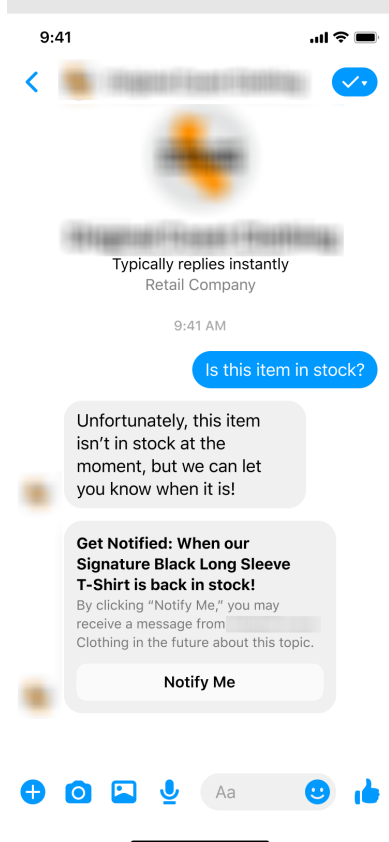 9:41
Typically replies instantly
Retail Company
9:41 AM
Is this item in stock?
Unfortunately, this item
isn't in stock at the
moment, but we can let
you know when it is!
Get Notified: When our
Signature Black Long Sleeve
T-Shirt is back in stock!
By clicking “Notify Me,” you may
receive a message from
Clothing in the future about this topic.
Notify Me
Aa